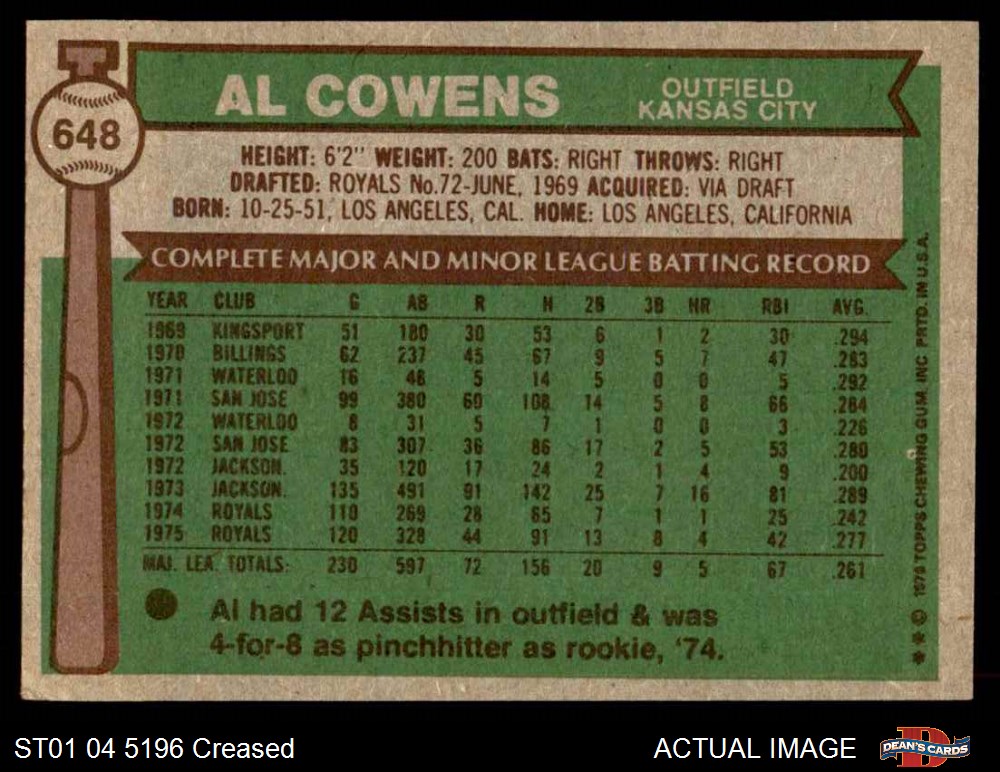 648
AL COWENS
OUTFIELD
KANSAS CITY
HEIGHT: 6'2" WEIGHT: 200 BATS: RIGHT THROWS: RIGHT
DRAFTED: ROYALS No.72-JUNE, 1969 ACQUIRED: VIA DRAFT
BORN: 10-25-51, LOS ANGELES, CAL. HOME: LOS ANGELES, CALIFORNIA
COMPLETE MAJOR AND MINOR LEAGUE BATTING RECORD
YEAR CLUB G AB R H 2B 3B HR RBI AVG.
1969 KINGSPORT 51 180 30 53 6 1 2 30 .294
1970 BILLINGS 62 237 45 67 9 5 7 47 .283
1971 WATERLOO 16 48 5 14 5 0 0 5 .292
1971 SAN JOSE 99 380 60 108 14 5 8 66 .284
1972 WATERLOO 8 31 5 7 1 0 0 3 .226
1972 SAN JOSE 83 307 36 86 17 2 5 53 .280
1972 JACKSON 35 120 17 24 2 1 4 9 .200
1973 JACKSON 135 491 91 142 25 7 16 81 .289
1974 ROYALS 110 269 28 65 7 1 1 25 .242
1975 ROYALS 120 328 44 91 13 8 4 42 .277
MAJ. LEA. TOTALS: 230 597 72 156 20 9 5 67 .261
Al had 12 Assists in outfield & was
4-for-8 as pinchhitter as rookie, '74.
* * © 1976 TOPPS CHEWING GUM, INC PRTD. IN U.S.A.
ST01 04 5196 Creased
ACTUAL IMAGE
D
DEAN'S CARDS